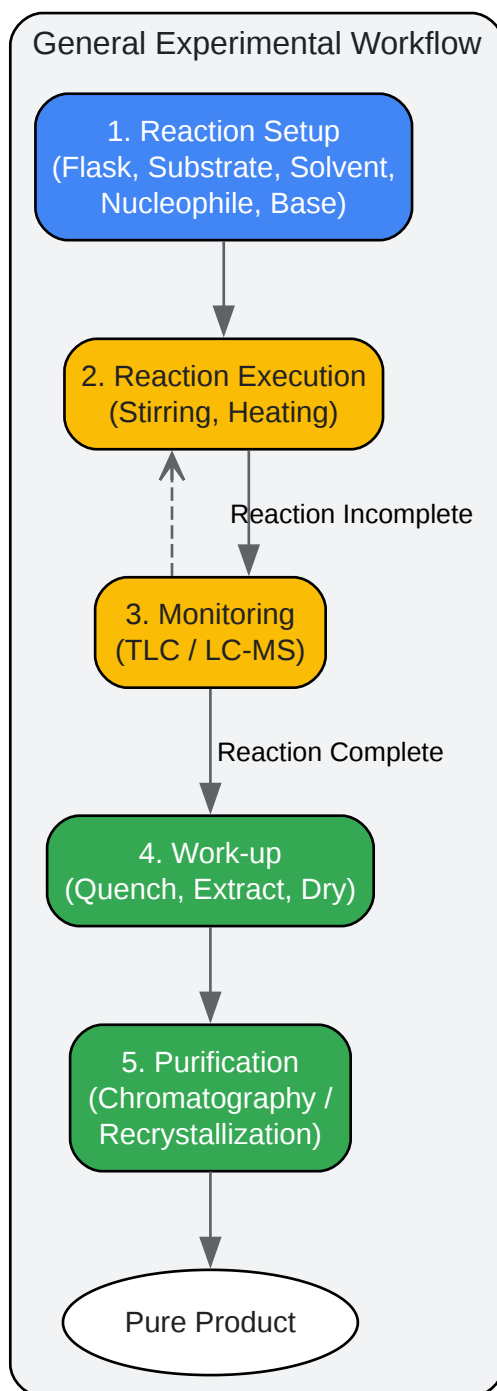 General Experimental Workflow
1. Reaction Setup
(Flask, Substrate, Solvent,
Nucleophile, Base)
2. Reaction Execution
(Stirring, Heating)
Reaction Incomplete
3. Monitoring
(TLC / LC-MS)
Reaction Complete
4. Work-up
(Quench, Extract, Dry)
5. Purification
(Chromatography /
Recrystallization)
Pure Product